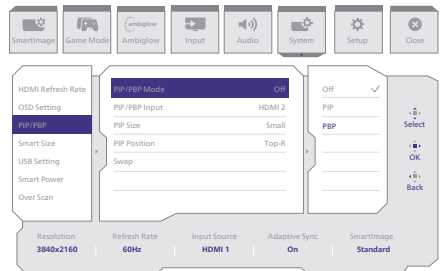 ambiglow
SmartImage Game Mode Ambiglow Input Audio System Setup Close
HDMI Refresh Rate
OSD Setting
PIP/PBP
Smart Size
USB Setting
Smart Power
Over Scan
PIP/PBP Mode Off
PIP/PBP Input HDMI 2
PIP Size Small
PIP Position Top-R
Swap
Off
PIP
PBP
Select
OK
Back
Resolution Refresh Rate Input Source Adaptive Sync SmartImage
3840x2160 60Hz HDMI 1 On Standard